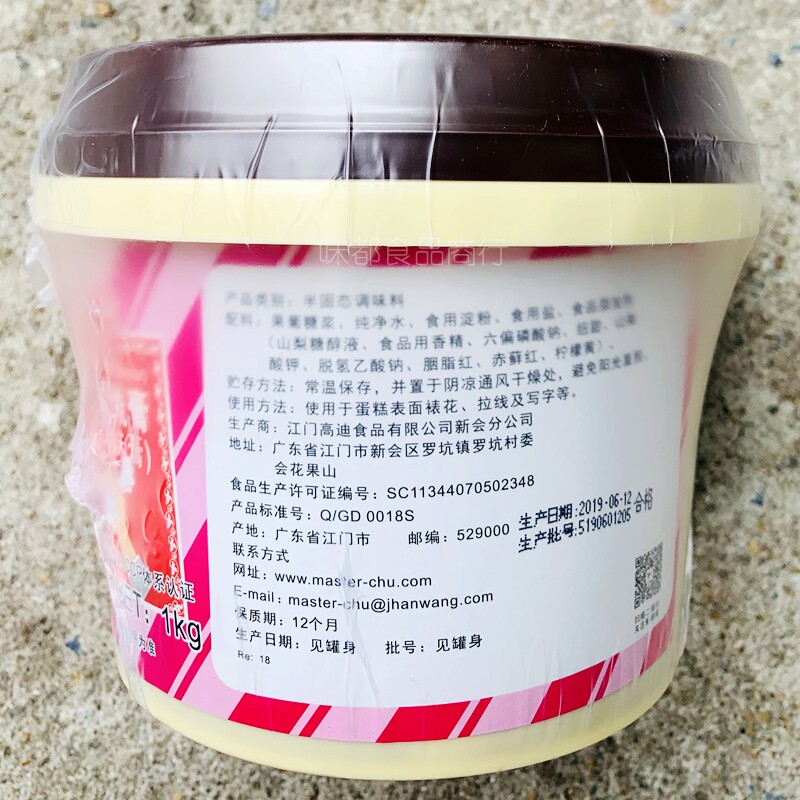 味都食品商行
产品类别：半固态调味料
配料：果葡糖浆、纯净水、食用淀粉、食用盐、食品添加剂
（山梨糖醇液、食品用香精、六偏磷酸钠、甜、山梨
酸钾、脱氢乙酸钠、胭脂红、赤藓红、柠檬黄）、
贮存方法：常温保存，并置于阴凉通风干燥处，避免阳光直照。
使用方法：使用于蛋糕表面裱花、拉线及写字等。
生产商：江门高迪食品有限公司新会分公司
地址：广东省江门市新会区罗坑镇罗坑村委
会花果山
食品生产许可证编号：SC11344070502348
产品标准号：Q/GD 0018S
产地：广东省江门市 邮编：529000
生产日期:2019-06-12 合格
生产批号:5190601205
联系方式
网址：www.master-chu.com
E-mail：master-chu@jhanwang.com
保质期：12个月
生产日期：见罐身 批号：见罐身
Re：18
体系认证
ET：1kg
为准